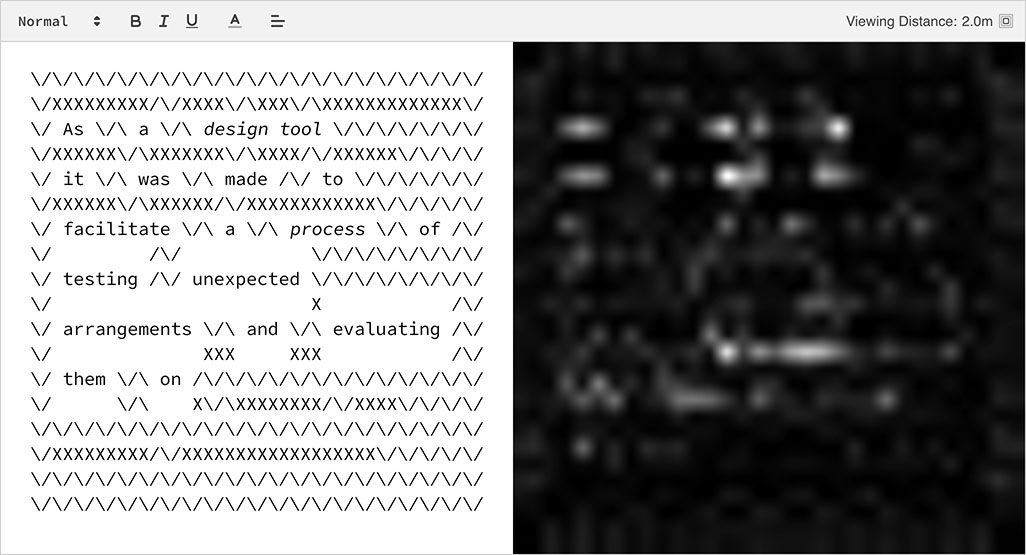 Normal B I U A Viewing Distance: 2.0m
\/\/\/\/\/\/\/\/\/\/\/\/\/\/\/\/\/\/\/\/\/
\/XXXXXXXXX/\/XXXX\/\XXX\/\XXXXXXXXXXXXX\/
\/ As \/\ a \/\ design tool \/\/\/\/\/\/\/
\/XXXXXX\/\XXXXXXX\/\XXXX/\/XXXXXX\/\/\/\/
\/ it \/\ was \/\ made /\/ to \/\/\/\/\/\/
\/XXXXXX\/\XXXXXX/\/XXXXXXXXXXXX\/\/\/\/\/
\/ facilitate \/\ a \/\ process \/\ of /\/
\/         /\/            \/\/\/\/\/\/\/\/
\/ testing /\/ unexpected \/\/\/\/\/\/\/\/
\/                        X            /\/
\/ arrangements \/\ and \/\ evaluating /\/
\/              XXX     XXX            /\/
\/ them \/\ on /\/\/\/\/\/\/\/\/\/\/\/\/\/
\/      \/\    X\/\XXXXXXXX/\/XXXX\/\/\/\/
\/\/\/\/\/\/\/\/\/\/\/\/\/\/\/\/\/\/\/\/\/
\/XXXXXXXXX/\/XXXXXXXXXXXXXXXXXX\/\/\/\/\/
\/\/\/\/\/\/\/\/\/\/\/\/\/\/\/\/\/\/\/\/\/
\/\/\/\/\/\/\/\/\/\/\/\/\/\/\/\/\/\/\/\/\/